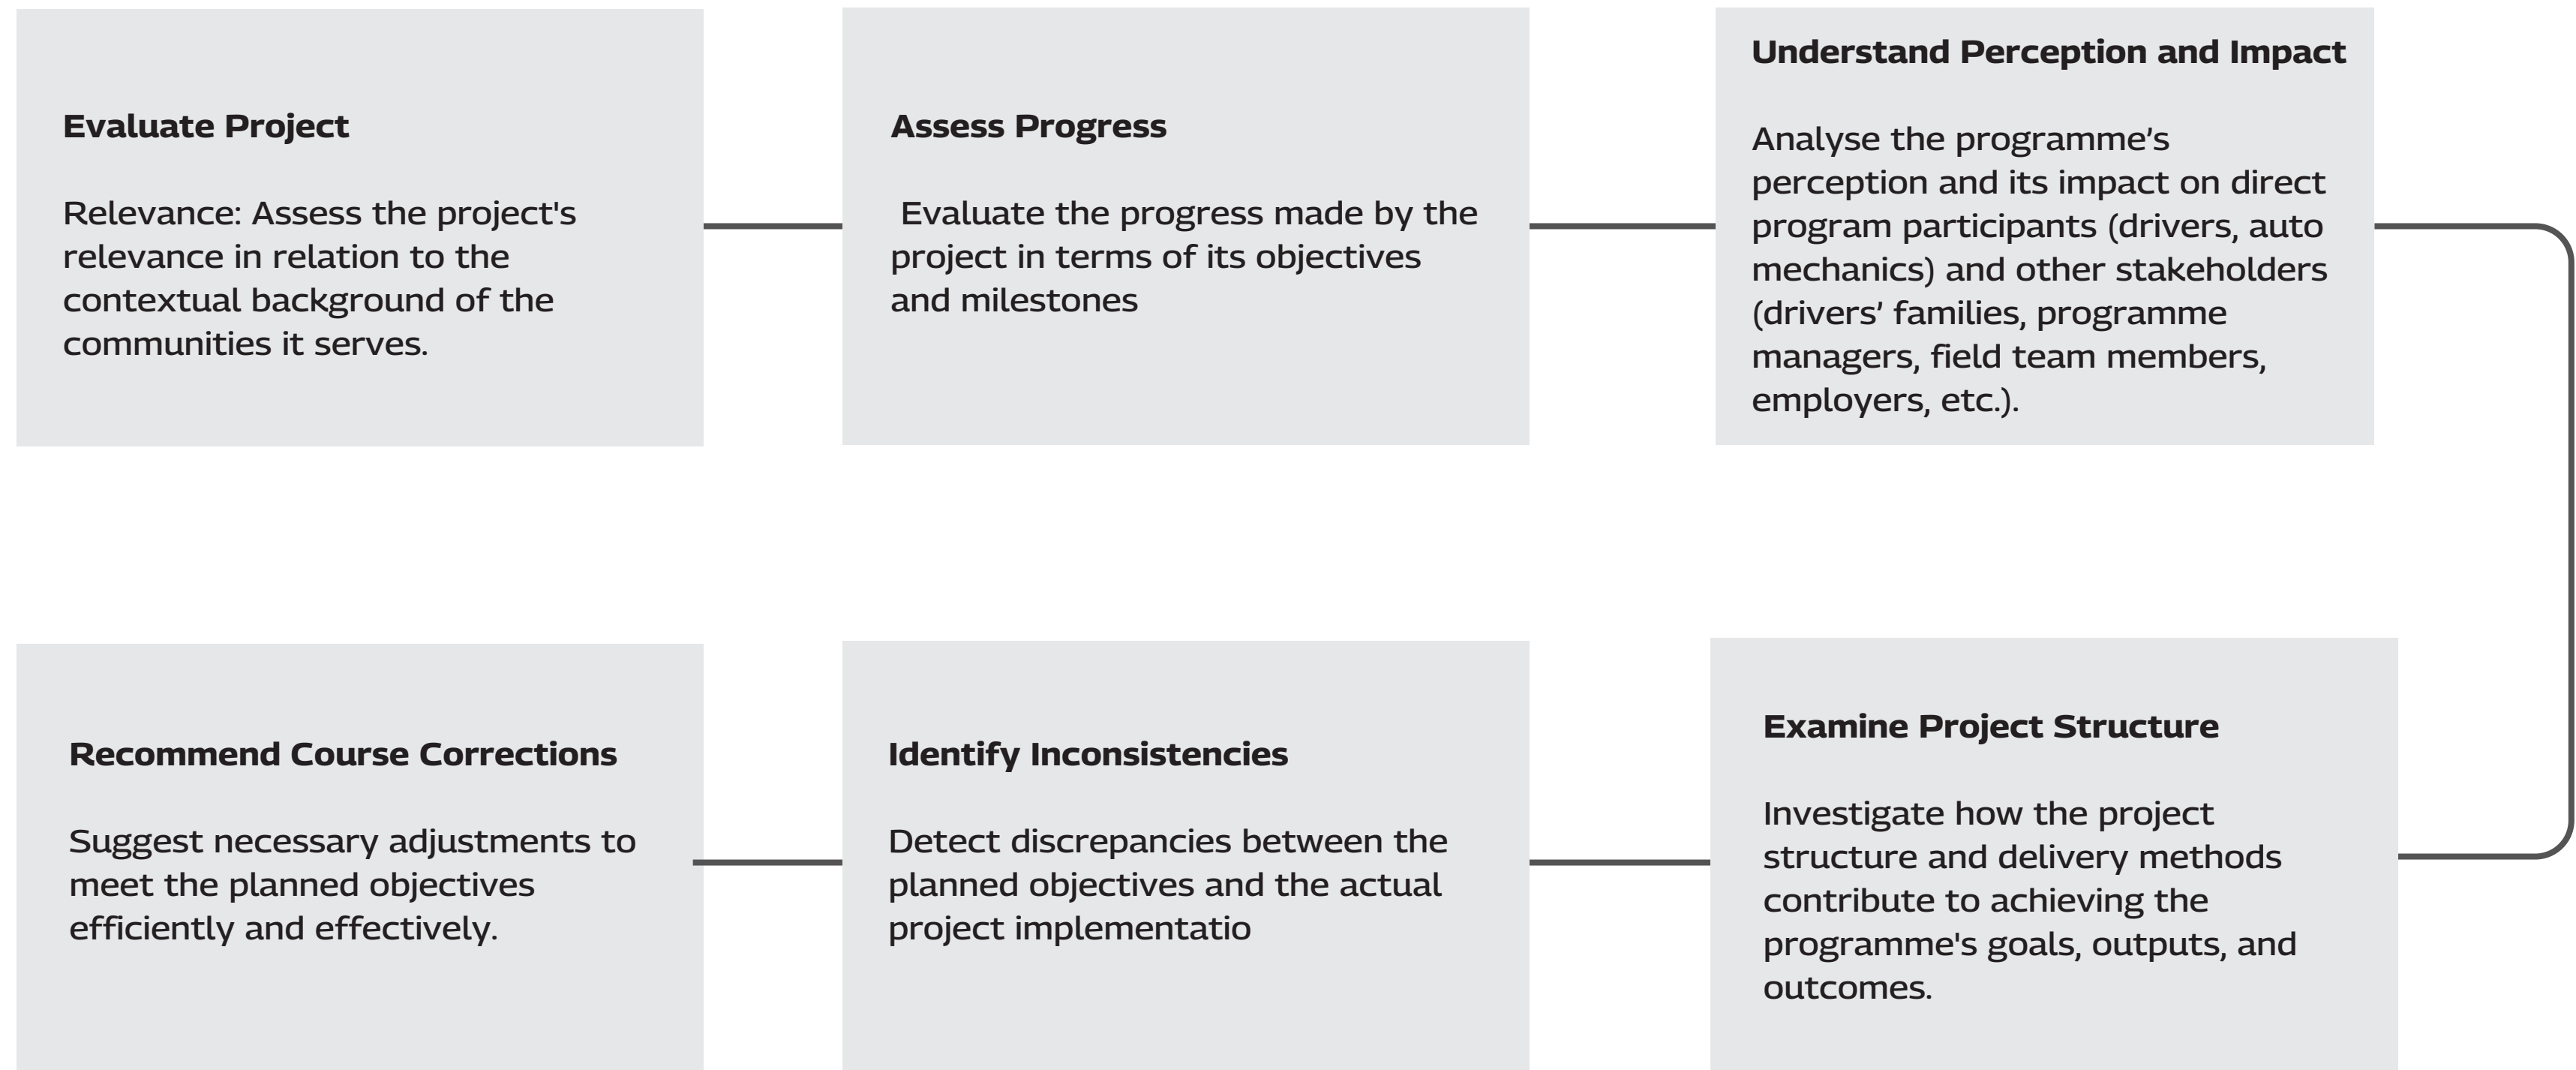 Evaluate Project
Relevance: Assess the project's
relevance in relation to the
contextual background of the
communities it serves.
Assess Progress
Evaluate the progress made by the
project in terms of its objectives
and milestones
Understand Perception and Impact
Analyse the programme’s
perception and its impact on direct
program participants (drivers, auto
mechanics) and other stakeholders
(drivers’ families, programme
managers, field team members,
employers, etc.).
Examine Project Structure
Investigate how the project
structure and delivery methods
contribute to achieving the
programme's goals, outputs, and
outcomes.
Identify Inconsistencies
Detect discrepancies between the
planned objectives and the actual
project implementatio
Recommend Course Corrections
Suggest necessary adjustments to
meet the planned objectives
efficiently and effectively.